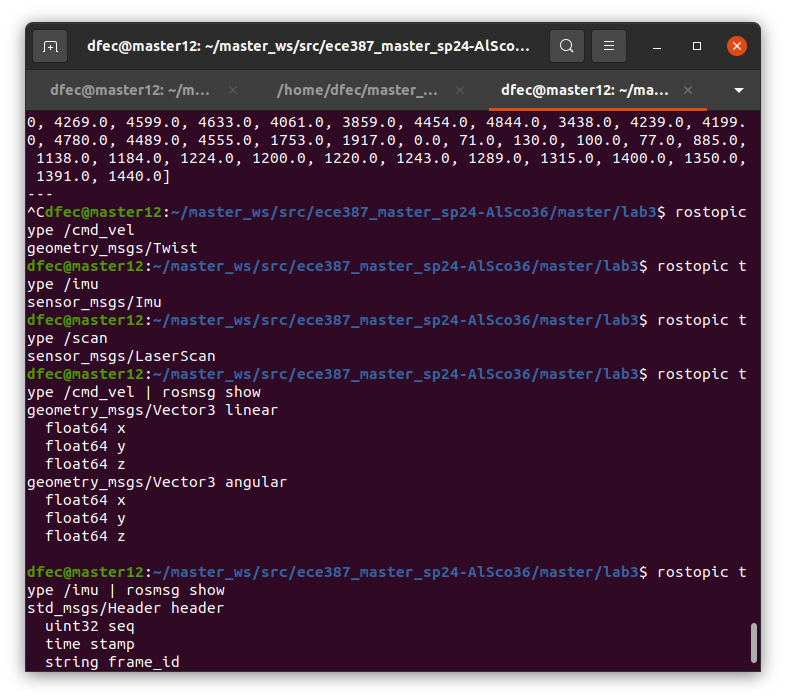 dfec@master12: ~/master_ws/src/ece387_master_sp24-AlSco...
dfec@master12: ~/m... /home/dfec/master_... dfec@master12: ~/ma...
0, 4269.0, 4599.0, 4633.0, 4061.0, 3859.0, 4454.0, 4844.0, 3438.0, 4239.0, 4199.
0, 4780.0, 4489.0, 4555.0, 1753.0, 1917.0, 0.0, 71.0, 130.0, 100.0, 77.0, 885.0,
1138.0, 1184.0, 1224.0, 1200.0, 1220.0, 1243.0, 1289.0, 1315.0, 1400.0, 1350.0,
1391.0, 1440.0]
---
^Cdfec@master12:~/master_ws/src/ece387_master_sp24-AlSco36/master/lab3$ rostopic
ype /cmd_vel
geometry_msgs/Twist
dfec@master12:~/master_ws/src/ece387_master_sp24-AlSco36/master/lab3$ rostopic t
ype /imu
sensor_msgs/Imu
dfec@master12:~/master_ws/src/ece387_master_sp24-AlSco36/master/lab3$ rostopic t
ype /scan
sensor_msgs/LaserScan
dfec@master12:~/master_ws/src/ece387_master_sp24-AlSco36/master/lab3$ rostopic t
ype /cmd_vel | rosmsg show
geometry_msgs/Vector3 linear
  float64 x
  float64 y
  float64 z
geometry_msgs/Vector3 angular
  float64 x
  float64 y
  float64 z
dfec@master12:~/master_ws/src/ece387_master_sp24-AlSco36/master/lab3$ rostopic t
ype /imu | rosmsg show
std_msgs/Header header
  uint32 seq
  time stamp
  string frame_id